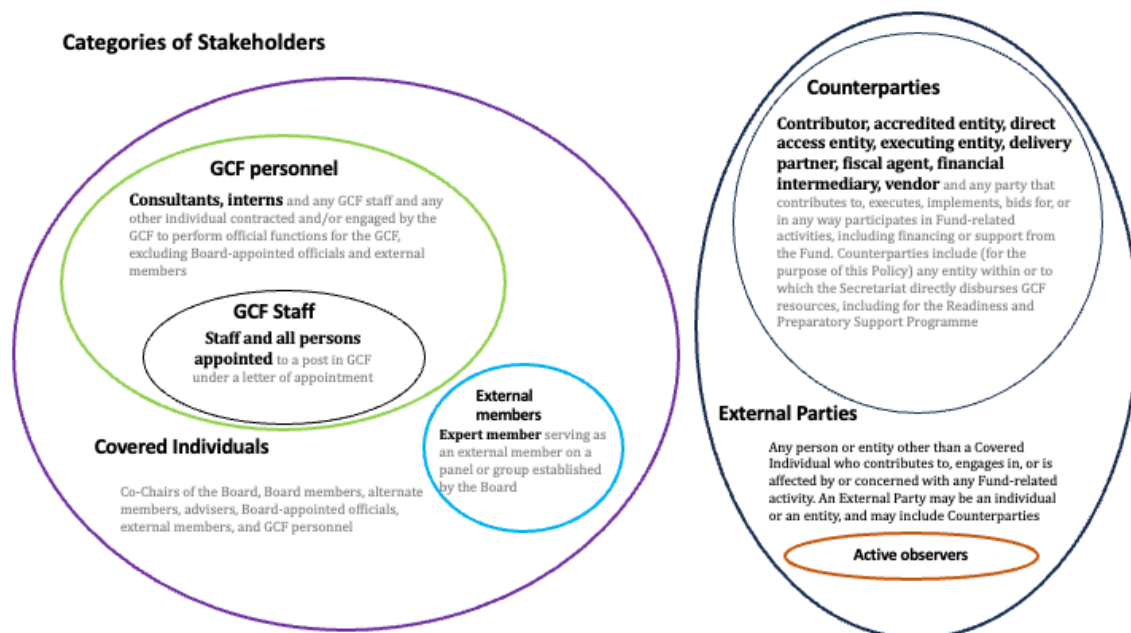 Categories of Stakeholders
GCF personnel
Consultants, interns and any GCF staff and any
other individual contracted and/or engaged by the
GCF to perform official functions for the GCF,
excluding Board-appointed officials and external
members
GCF Staff
Staff and all persons
appointed to a post in GCF
under a letter of appointment
External
members
Expert member serving as
an external member on a
panel or group established
by the Board
Covered Individuals
Co-Chairs of the Board, Board members, alternate
members, advisers, Board-appointed officials,
external members, and GCF personnel
Counterparties
Contributor, accredited entity, direct
access entity, executing entity, delivery
partner, fiscal agent, financial
intermediary, vendor and any party that
contributes to, executes, implements, bids for, or
in any way participates in Fund-related
activities, including financing or support from
the Fund. Counterparties include (for the
purpose of this Policy) any entity within or to
which the Secretariat directly disburses GCF
resources, including for the Readiness and
Preparatory Support Programme
External Parties
Any person or entity other than a Covered
Individual who contributes to, engages in, or is
affected by or concerned with any Fund-related
activity. An External Party may be an individual
or an entity, and may include Counterparties
Active observers